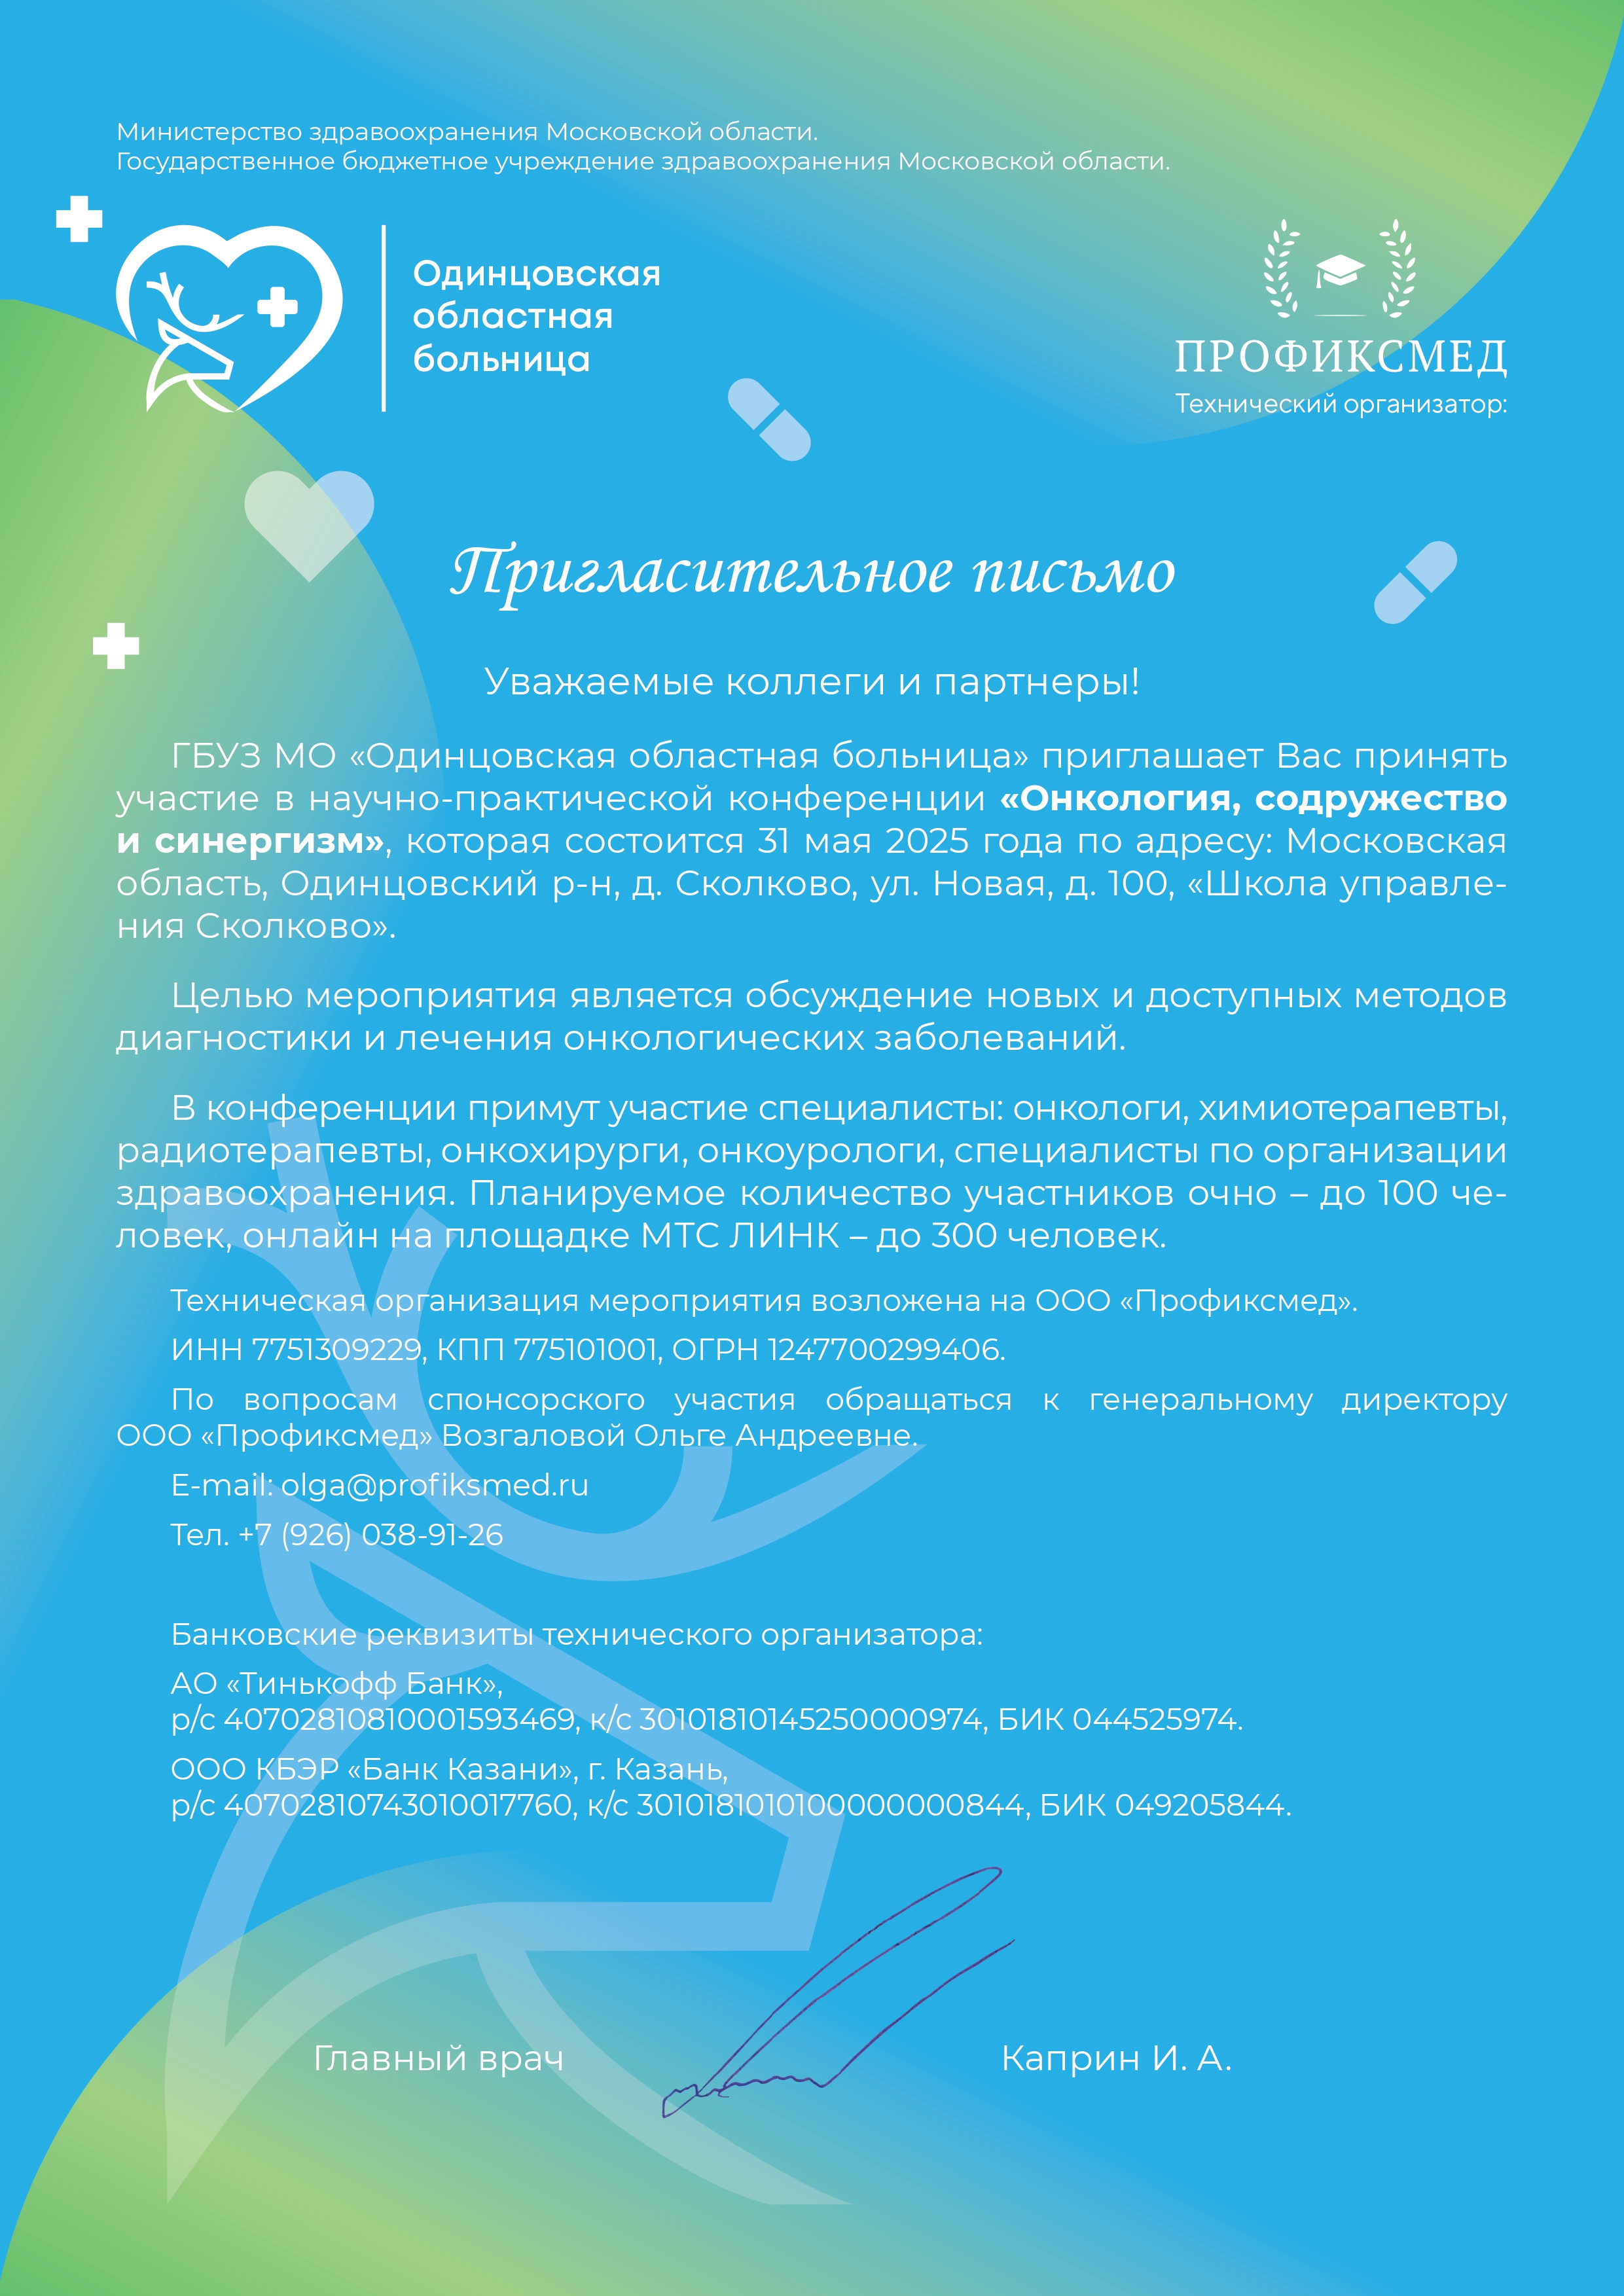 Министерство здравоохранения Московской области.
Государственное бюджетное учреждение здравоохранения Московской области.
Одинцовская
областная
больница
ПРОФИКСМЕД
Технический организатор:
Пригласительное письмо
Уважаемые коллеги и партнеры!
ГБУЗ МО «Одинцовская областная больница» приглашает Вас принять
участие в научно-практической конференции «Онкология, содружество
и синергизм», которая состоится 31 мая 2025 года по адресу: Московская
область, Одинцовский р-н, д. Сколково, ул. Новая, д. 100, «Школа управле-
ния Сколково».
Целью мероприятия является обсуждение новых и доступных методов
диагностики и лечения онкологических заболеваний.
В конференции примут участие специалисты: онкологи, химиотерапевты,
радиотерапевты, онкохирурги, онкоурологи, специалисты по организации
здравоохранения. Планируемое количество участников очно – до 100 че-
ловек, онлайн на площадке МТС ЛИНК – до 300 человек.
Техническая организация мероприятия возложена на ООО «Профиксмед».
ИНН 7751309229, КПП 775101001, ОГРН 1247700299406.
По вопросам спонсорского участия обращаться к генеральному директору
ООО «Профиксмед» Возгаловой Ольге Андреевне.
E-mail: olga@profiksmed.ru
Тел. +7 (926) 038-91-26
Банковские реквизиты технического организатора:
АО «Тинькофф Банк»,
р/с 40702810810001593469, к/с 30101810145250000974, БИК 044525974.
ООО КБЭР «Банк Казани», г. Казань,
р/с 40702810743010017760, к/с 3010181010100000000844, БИК 049205844.
Главный врач
Каприн И. А.